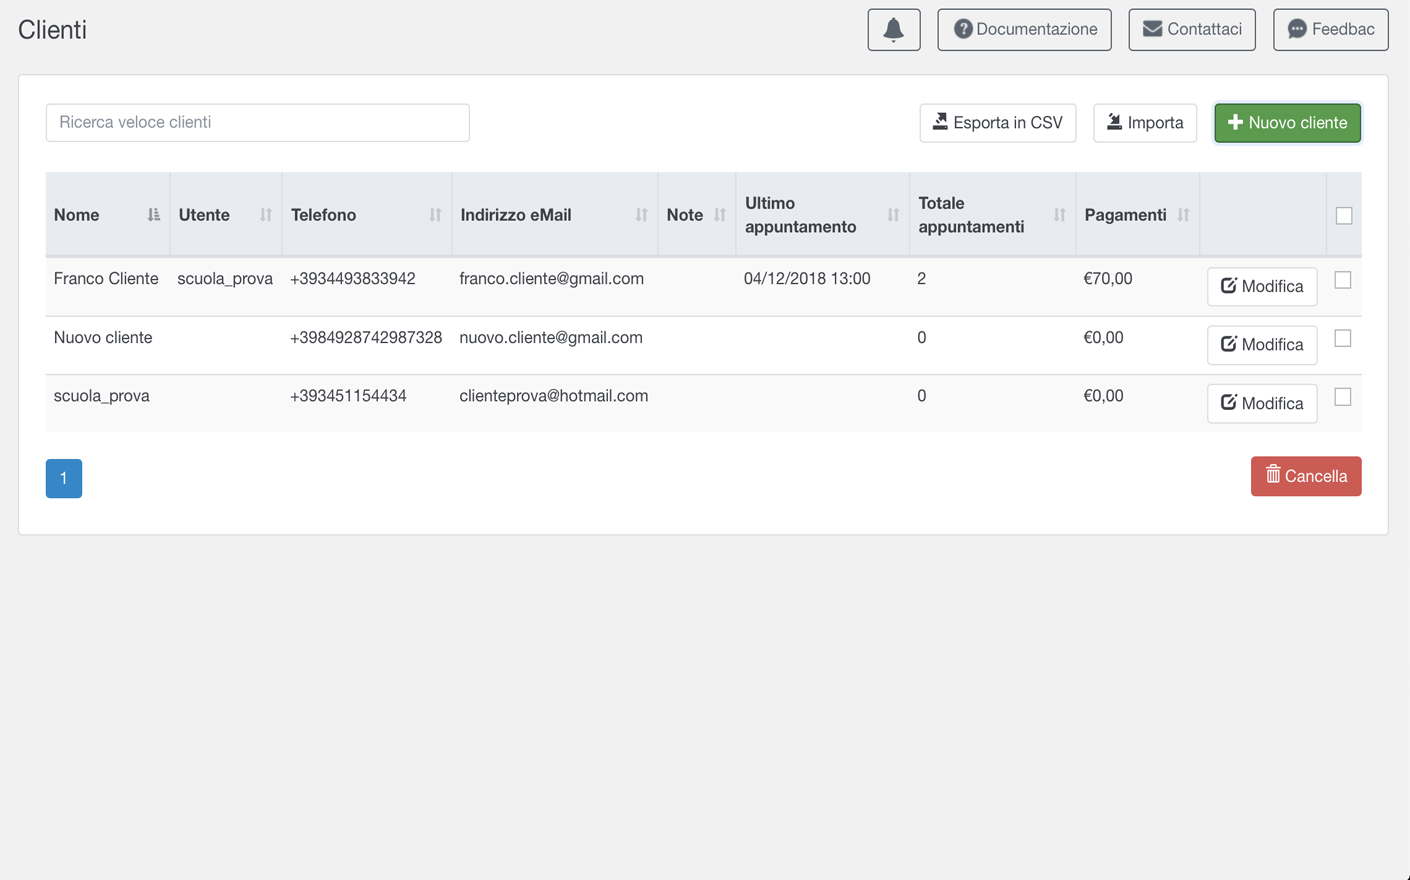 Clienti
Documentazione
Contattaci
Feedbac
Ricerca veloce clienti
Esporta in CSV
Importa
Nuovo cliente
Nome Utente Telefono Indirizzo eMail Note Ultimo appuntamento Totale appuntamenti Pagamenti
Franco Cliente scuola_prova +3934493833942 franco.cliente@gmail.com 04/12/2018 13:00 2 €70,00 Modifica
Nuovo cliente +3984928742987328 nuovo.cliente@gmail.com 0 €0,00 Modifica
scuola_prova +393451154434 clienteprova@hotmail.com 0 €0,00 Modifica
1
Cancella